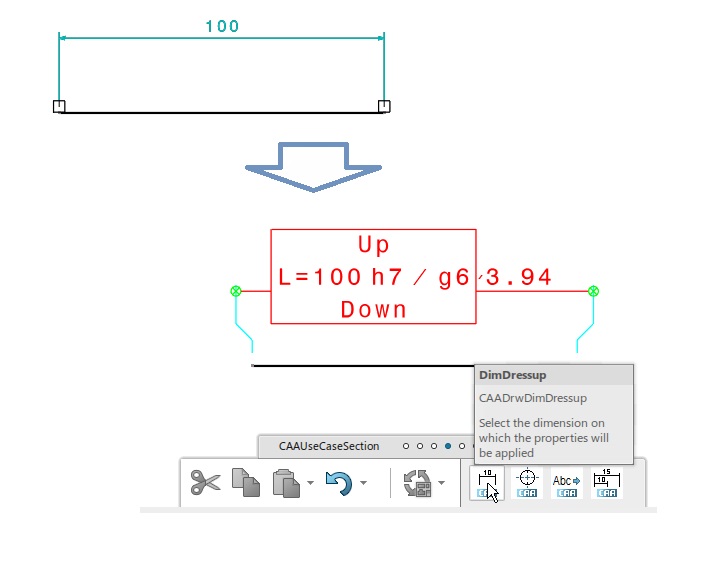 100
Up
L=100 h7 / g6 3.94
Down
DimDressup
CAADrwDimDressup
Select the dimension on
which the properties will
be applied
CAAUseCaseSection
10 Abc 15
10
CAA CAA CAA CAA